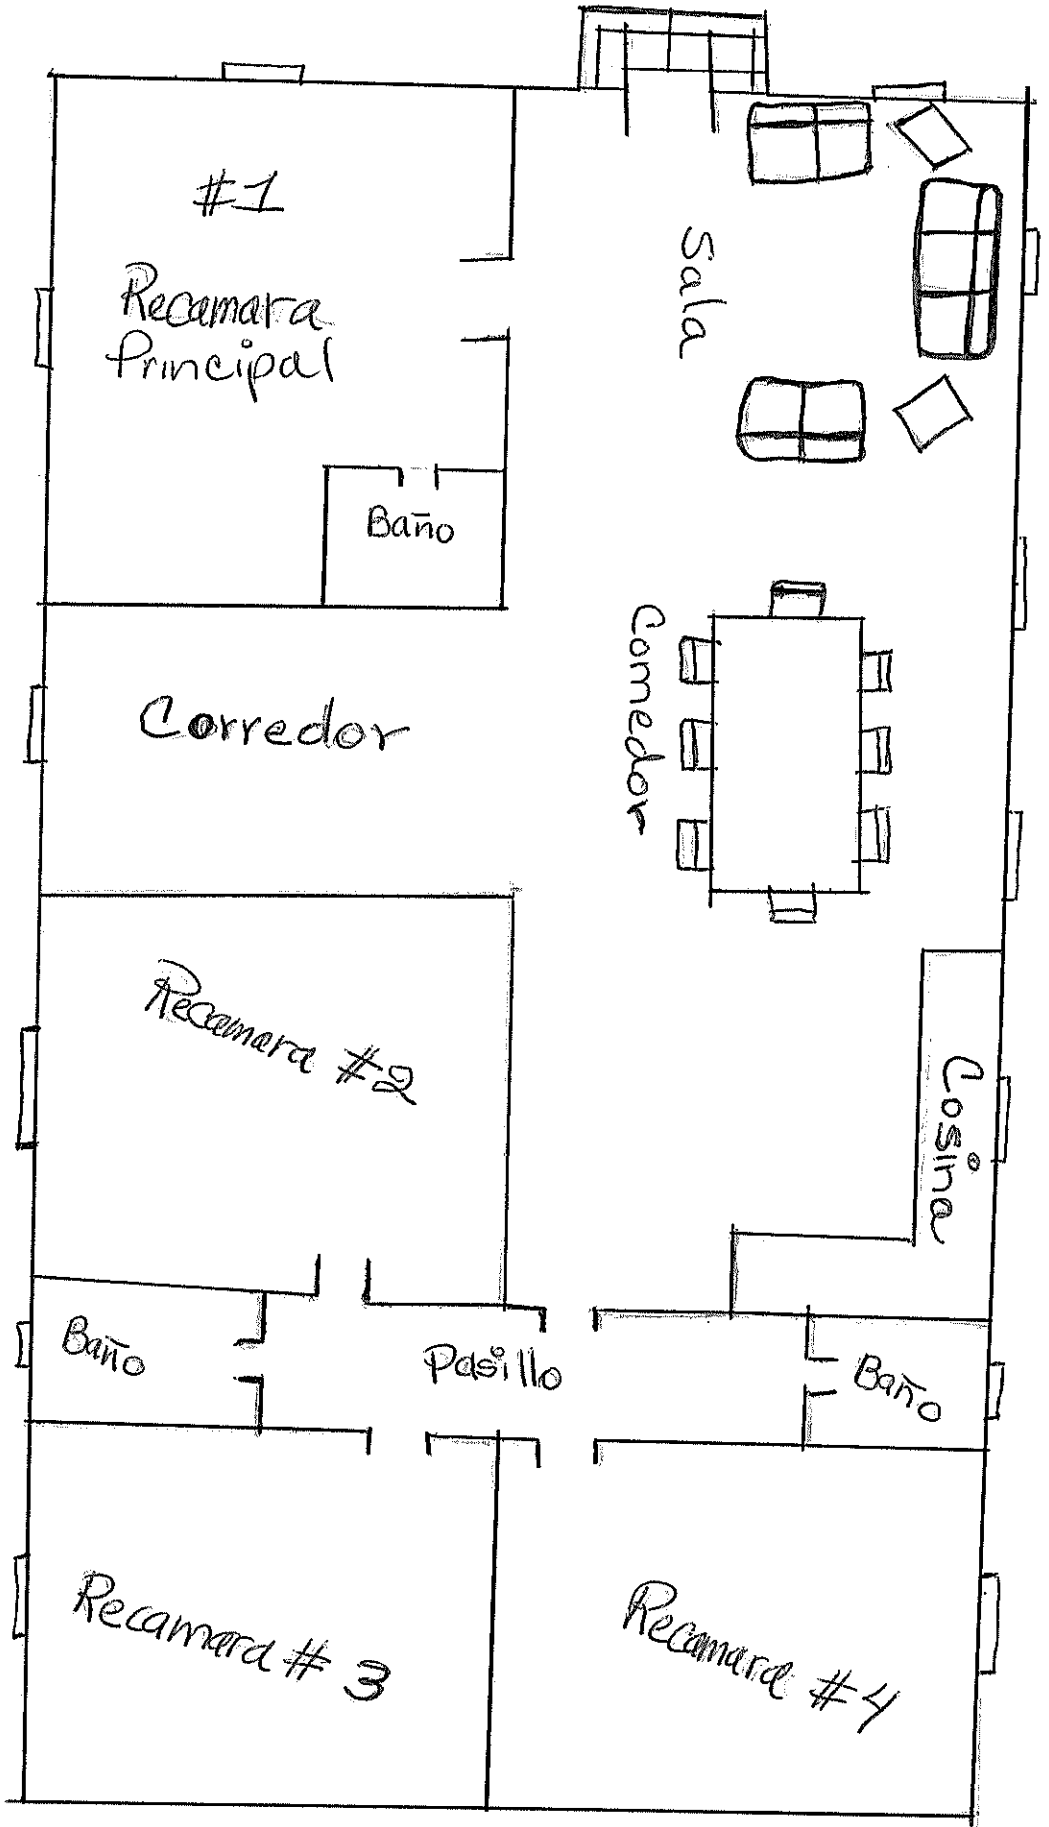 #1
Recamara
Principal
Sala
Baño
Comedor
Corredor
Recamara #2
Cosina
Baño
Pasillo
Baño
Recamara # 3
Recamara #4